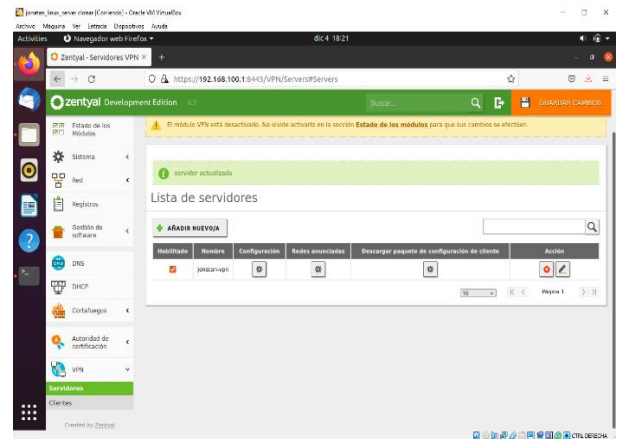 jonatan_linux_server clonar [Corriendo] - Oracle VM VirtualBox
Archivo Máquina Ver Entrada Dispositivos Ayuda
Activities Navegador web Firefox dic 4 18:21
Zentyal - Servidores VPN
https://192.168.100.1:8443/VPN/Servers#Servers
zentyal Development Edition 6.2 Buscar... GUARDAR CAMBIOS
El módulo VPN está desactivado. No olvide activarlo en la sección Estado de los módulos para que sus cambios se efectúen.
Estado de los Módulos
Sistema
Red
Registros
Gestión de software
DNS
DHCP
Cortafuegos
Autoridad de certificación
VPN
Servidores
Clientes
Created by Zentyal
servidor actualizado
Lista de servidores
AÑADIR NUEVO/A
Habilitado Nombre Configuración Redes anunciadas Descargar paquete de configuración de cliente Acción
jonatan-vpn
10 Página 1
CTRL DERECHA